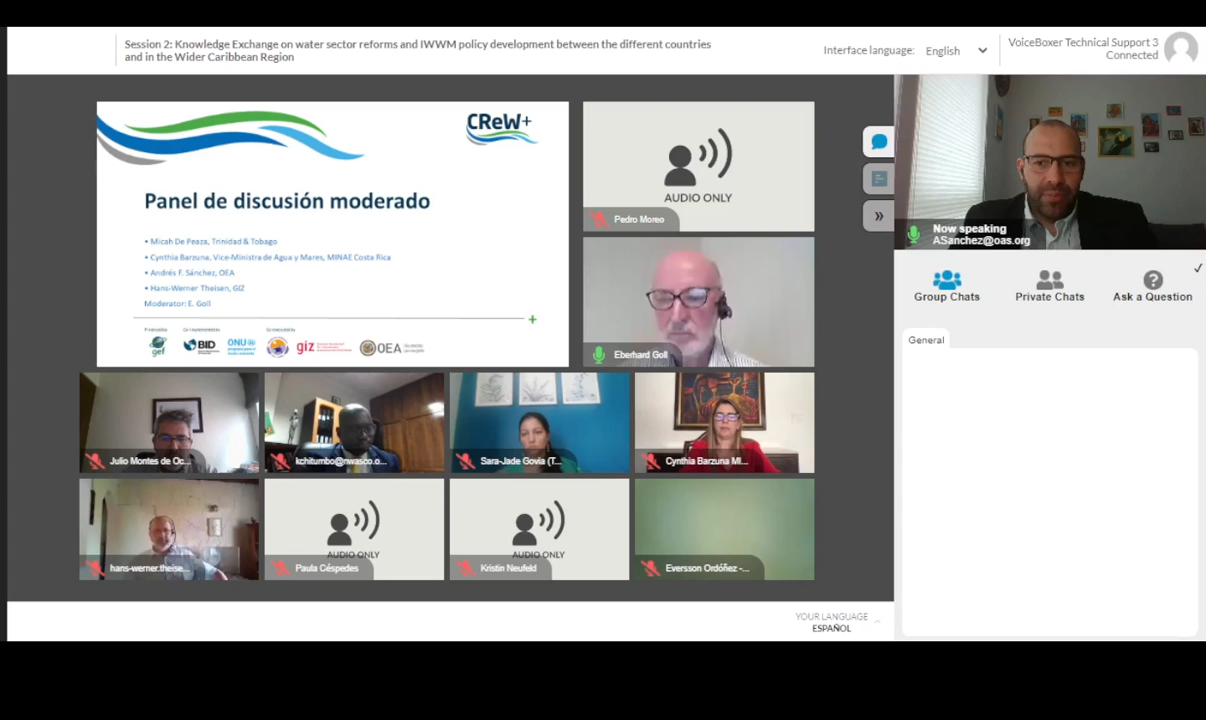 Session 2: Knowledge Exchange on water sector reforms and IWWM policy development between the different countries
and in the Wider Caribbean Region
Interface language: English
VoiceBoxer Technical Support 3
Connected
CReW+
Panel de discusión moderado
• Micah De Peaza, Trinidad & Tobago
• Cynthia Barzuna, Vice-Ministra de Agua y Mares, MINAE Costa Rica
• Andrés F. Sánchez, OEA
• Hans-Werner Theisen, GIZ
Moderator: E. Goll
gef
BID
ONU
giz
OEA
AUDIO ONLY
Pedro Moreo
Eberhard Goll
Now speaking
ASanchez@oas.org
Group Chats
Private Chats
Ask a Question
General
Julio Montes de Oc...
kchitumbo@nwasco.o...
Sara-Jade Govia (T...
Cynthia Barzuna MI...
hans-werner.theise...
AUDIO ONLY
Paula Céspedes
AUDIO ONLY
Kristin Neufeld
Eversson Ordóñez -...
YOUR LANGUAGE
ESPAÑOL